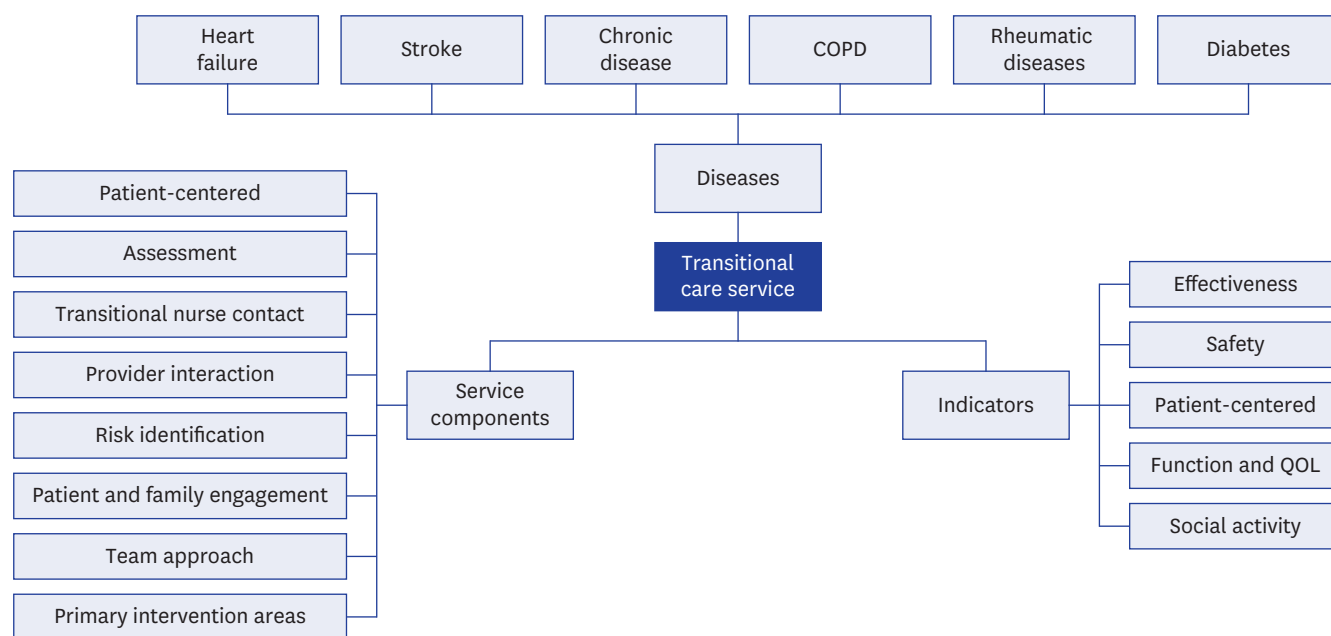 Heart
failure
Stroke
Chronic
disease
COPD
Rheumatic
diseases
Diabetes
Diseases
Transitional
care service
Patient-centered
Assessment
Transitional nurse contact
Provider interaction
Risk identification
Patient and family engagement
Team approach
Primary intervention areas
Service
components
Indicators
Effectiveness
Safety
Patient-centered
Function and QOL
Social activity